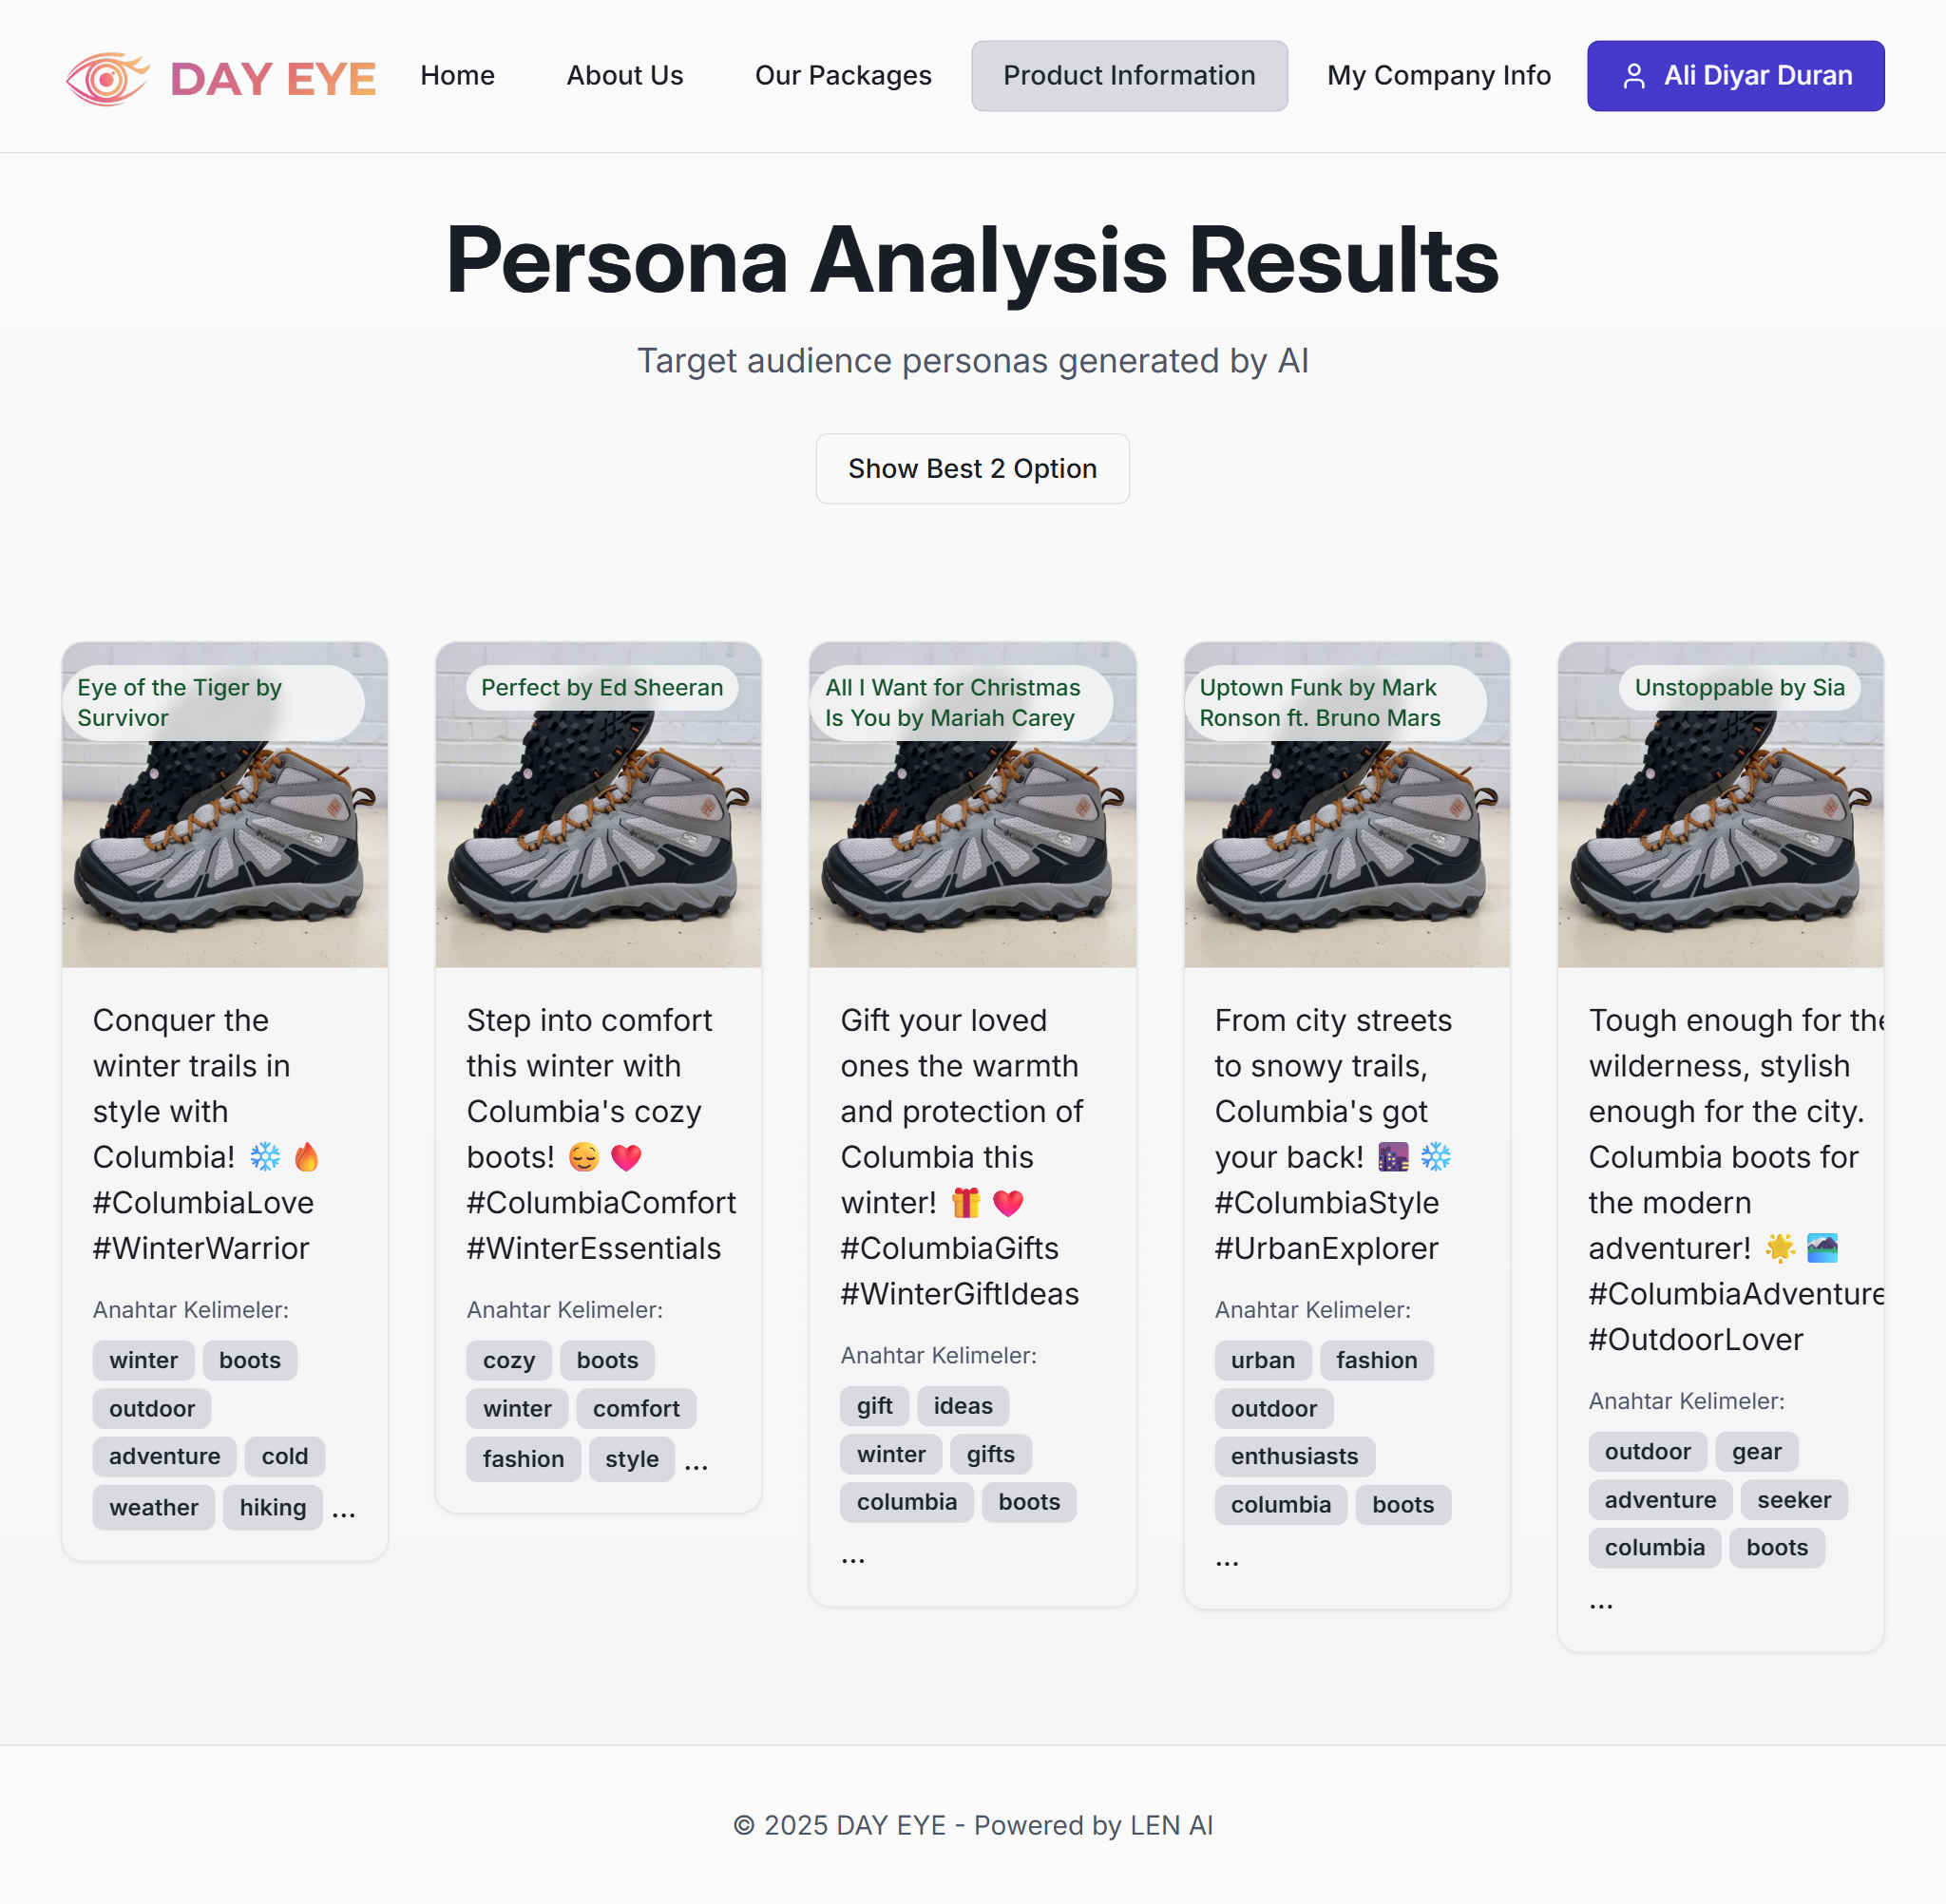 DAY EYE
Home
About Us
Our Packages
Product Information
My Company Info
Ali Diyar Duran
Persona Analysis Results
Target audience personas generated by AI
Show Best 2 Option
Eye of the Tiger by
Survivor
Columbia
Conquer the
winter trails in
style with
Columbia! ❄️ 🔥
#ColumbiaLove
#WinterWarrior
Anahtar Kelimeler:
winter
boots
outdoor
adventure
cold
weather
hiking
...
Perfect by Ed Sheeran
Columbia
Step into comfort
this winter with
Columbia's cozy
boots! 😌 ❤️
#ColumbiaComfort
#WinterEssentials
Anahtar Kelimeler:
cozy
boots
winter
comfort
fashion
style
...
All I Want for Christmas
Is You by Mariah Carey
Columbia
Gift your loved
ones the warmth
and protection of
Columbia this
winter! 🎁 ❤️
#ColumbiaGifts
#WinterGiftIdeas
Anahtar Kelimeler:
gift
ideas
winter
gifts
columbia
boots
...
Uptown Funk by Mark
Ronson ft. Bruno Mars
Columbia
From city streets
to snowy trails,
Columbia's got
your back! 🌆 ❄️
#ColumbiaStyle
#UrbanExplorer
Anahtar Kelimeler:
urban
fashion
outdoor
enthusiasts
columbia
boots
...
Unstoppable by Sia
Columbia
Tough enough for the
wilderness, stylish
enough for the city.
Columbia boots for
the modern
adventurer! 🌟 🏞️
#ColumbiaAdventure
#OutdoorLover
Anahtar Kelimeler:
outdoor
gear
adventure
seeker
columbia
boots
...
© 2025 DAY EYE - Powered by LEN AI